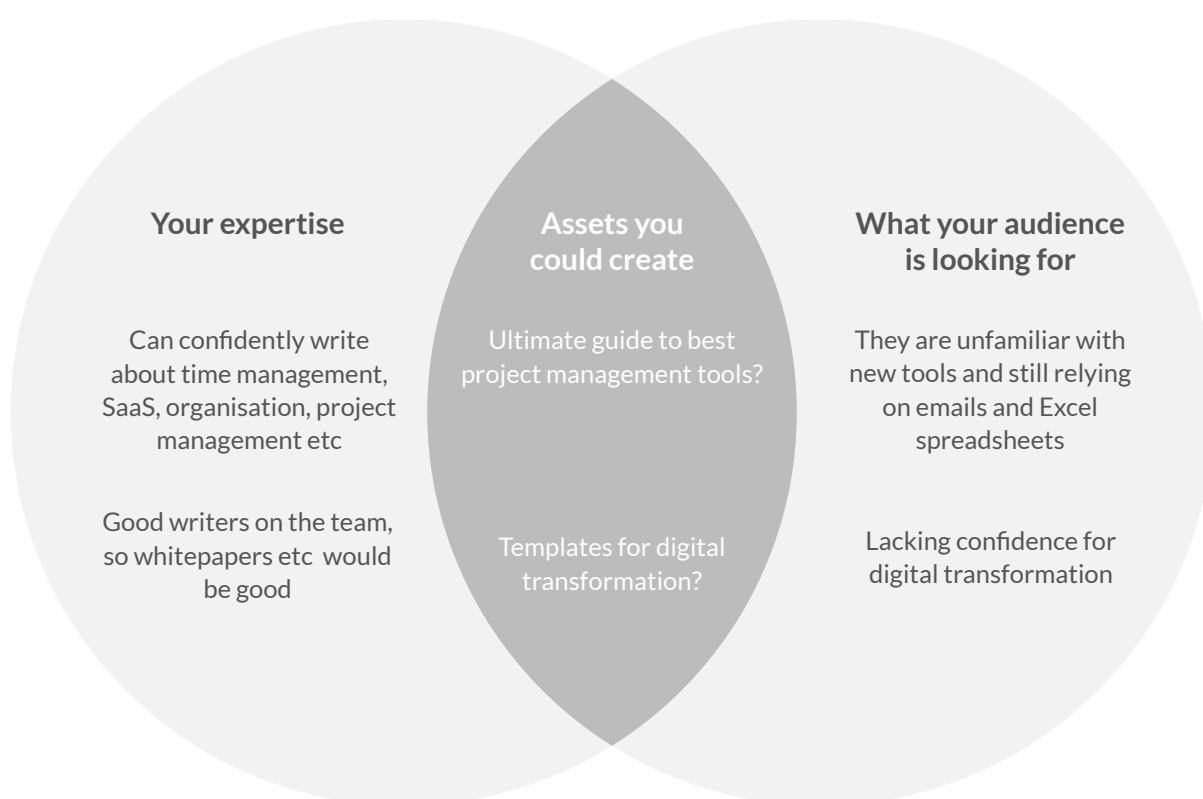 Your expertise
Can confidently write
about time management,
SaaS, organisation, project
management etc
Good writers on the team,
so whitepapers etc  would
be good
Assets you
could create
Ultimate guide to best
project management tools?
Templates for digital
transformation?
What your audience
is looking for
They are unfamiliar with
new tools and still relying
on emails and Excel
spreadsheets
Lacking confidence for
digital transformation